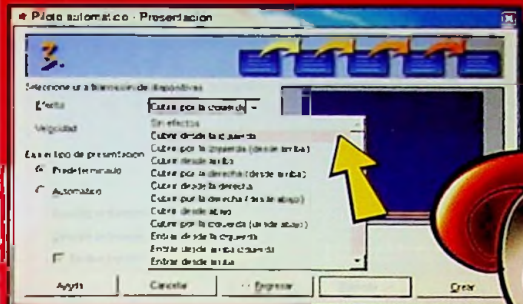 Piloto automático - Presentación
3.
Seleccione una transición de diapositivas
Efecto
Cubrir por la izquierda
Velocidad
Sin efectos
Cubrir desde la izquierda
Cubrir por la izquierda (desde arriba)
Cubrir desde arriba
Cubrir por la derecha (desde arriba)
Cubrir desde la derecha
Cubrir por la derecha (desde abajo)
Cubrir desde abajo
Cubrir por la izquierda (desde abajo)
Entrar desde la izquierda
Entrar desde arriba izquierda
Entrar desde arriba
tipo de presentación
Predeterminado
Automático
Ayuda
Cancelar
Regresar
Crear